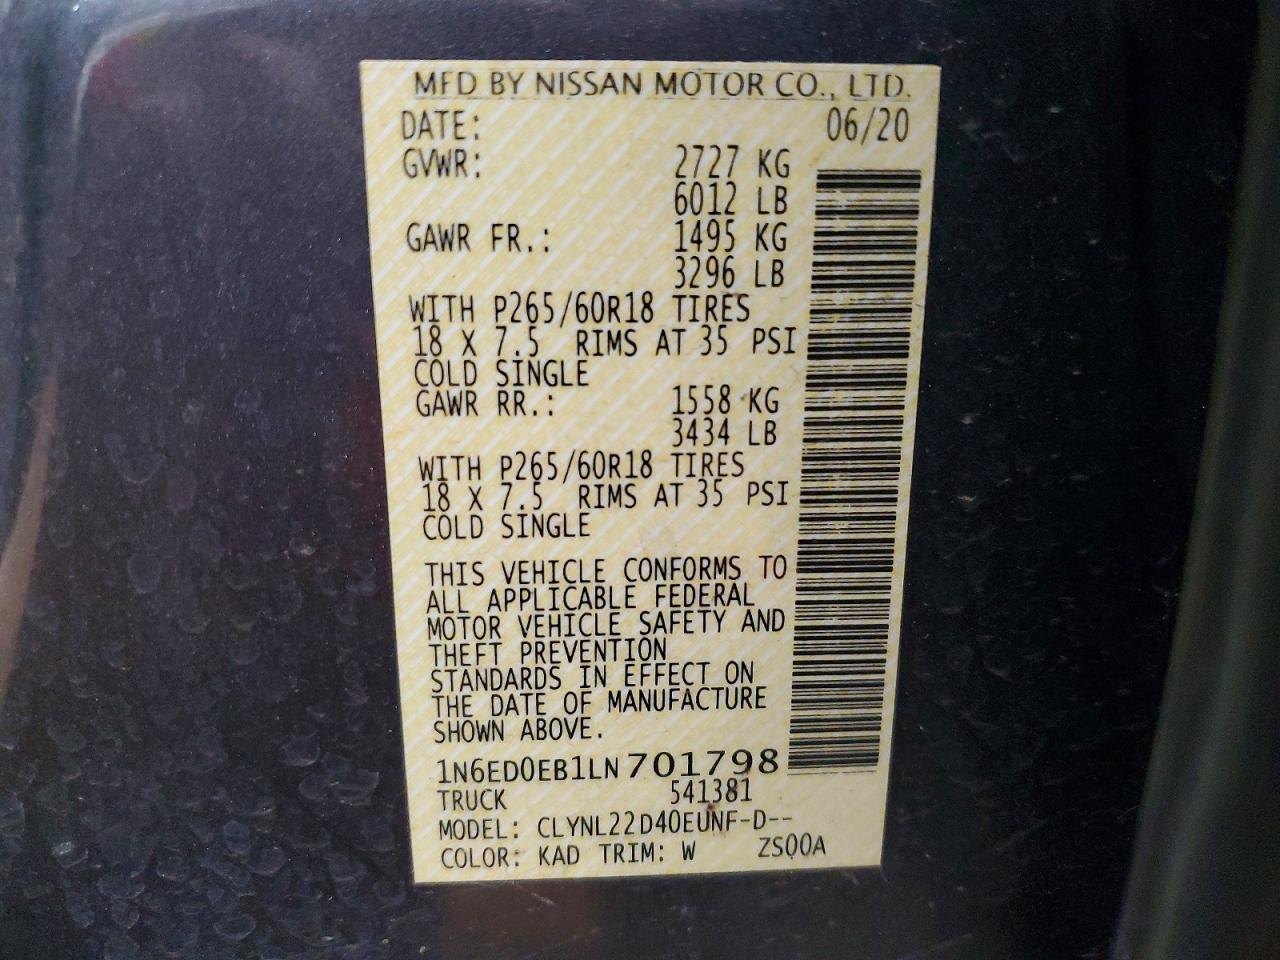 MFD BY NISSAN MOTOR CO., LTD.
DATE: 06/20
GVWR: 2727 KG
6012 LB
GAWR FR.: 1495 KG
3296 LB
WITH P265/60R18 TIRES
18 X 7.5 RIMS AT 35 PSI
COLD SINGLE
GAWR RR.: 1558 KG
3434 LB
WITH P265/60R18 TIRES
18 X 7.5 RIMS AT 35 PSI
COLD SINGLE
THIS VEHICLE CONFORMS TO
ALL APPLICABLE FEDERAL
MOTOR VEHICLE SAFETY AND
THEFT PREVENTION
STANDARDS IN EFFECT ON
THE DATE OF MANUFACTURE
SHOWN ABOVE.
1N6ED0EB1LN701798
TRUCK 541381
MODEL: CLYNL22D40EUNF-D--
COLOR: KAD TRIM: W ZS00A